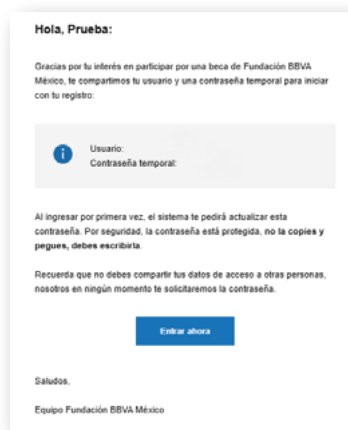 Hola, Prueba:
Gracias por tu interés en participar por una beca de Fundación BBVA
México, te compartimos tu usuario y una contraseña temporal para iniciar
con tu registro:
Usuario:
Contraseña temporal:
Al ingresar por primera vez, el sistema te pedirá actualizar esta
contraseña. Por seguridad, la contraseña está protegida, no la copies y
pegues, debes escribirla.
Recuerda que no debes compartir tus datos de acceso a otras personas,
nosotros en ningún momento te solicitaremos la contraseña.
Entrar ahora
Saludos,
Equipo Fundación BBVA México